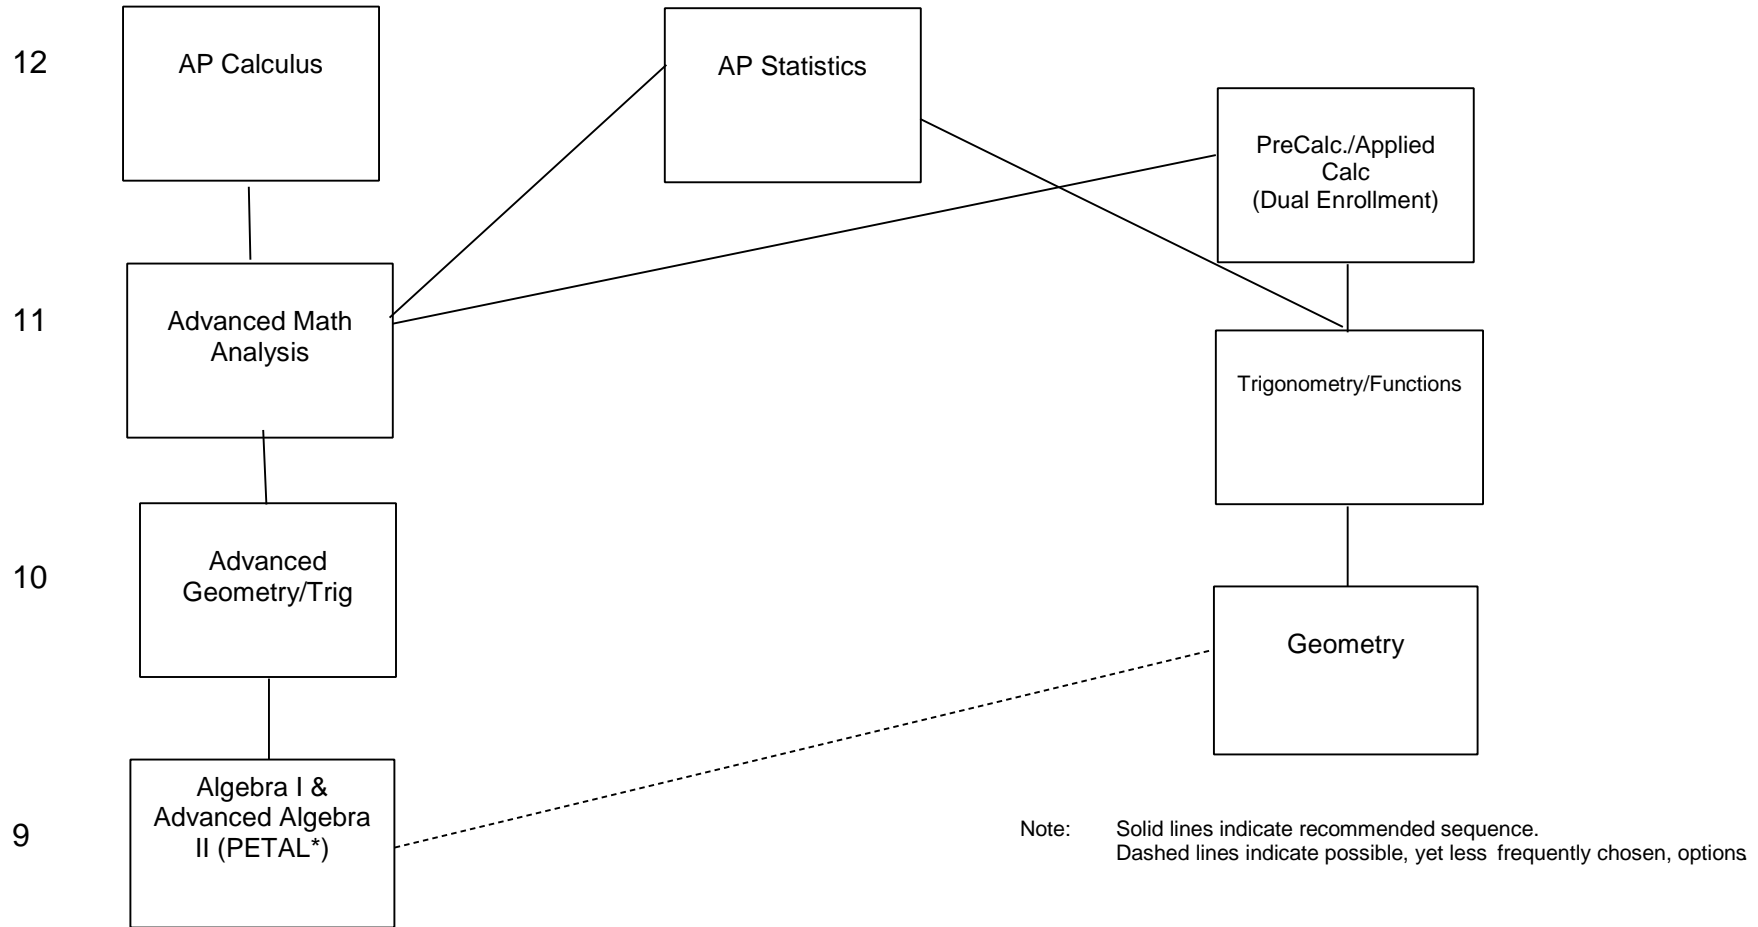 12
AP Calculus
AP Statistics
PreCalc./Applied
Calc
(Dual Enrollment)
11
Advanced Math
Analysis
Trigonometry/Functions
10
Advanced
Geometry/Trig
Geometry
9
Algebra I &
Advanced Algebra
II (PETAL*)
Note: Solid lines indicate recommended sequence.
Dashed lines indicate possible, yet less frequently chosen, options.